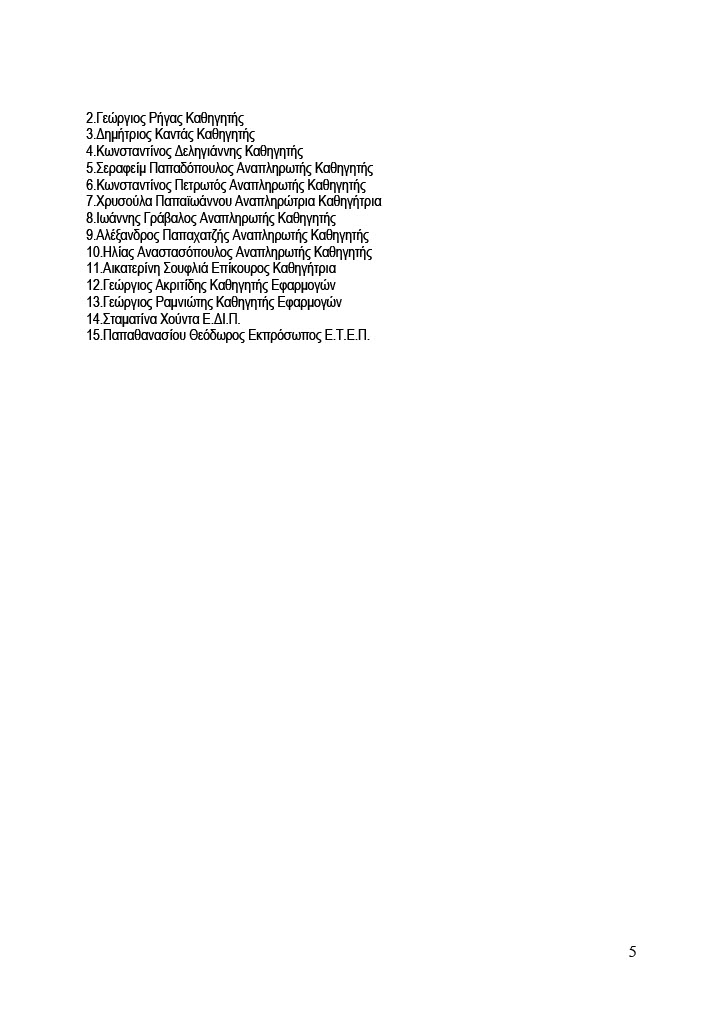 2.Γεώργιος Ρήγας Καθηγητής
3.Δημήτριος Καντάς Καθηγητής
4.Κωνσταντίνος Δεληγιάννης Καθηγητής
5.Σεραφείμ Παπαδόπουλος Αναπληρωτής Καθηγητής
6.Κωνσταντίνος Πετρωτός Αναπληρωτής Καθηγητής
7.Χρυσούλα Παπαϊωάννου Αναπληρώτρια Καθηγήτρια
8.Ιωάννης Γράβαλος Αναπληρωτής Καθηγητής
9.Αλέξανδρος Παπαχατζής Αναπληρωτής Καθηγητής
10.Ηλίας Αναστασόπουλος Αναπληρωτής Καθηγητής
11.Αικατερίνη Σουφλιά Επίκουρος Καθηγήτρια
12.Γεώργιος Ακριτίδης Καθηγητής Εφαρμογών
13.Γεώργιος Ραμνιώτης Καθηγητής Εφαρμογών
14.Σταματίνα Χούντα Ε.ΔΙ.Π.
15.Παπαθανασίου Θεόδωρος Εκπρόσωπος Ε.Τ.Ε.Π.
5